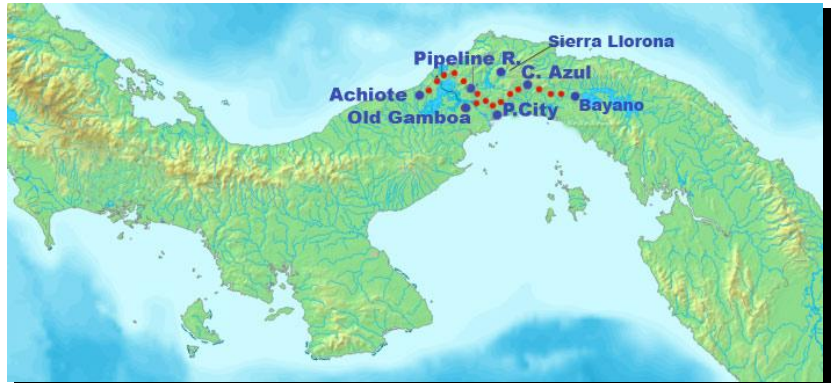 Sierra Llorona
Pipeline R.
C. Azul
Achiote
Bayano
Old Gamboa
P.City